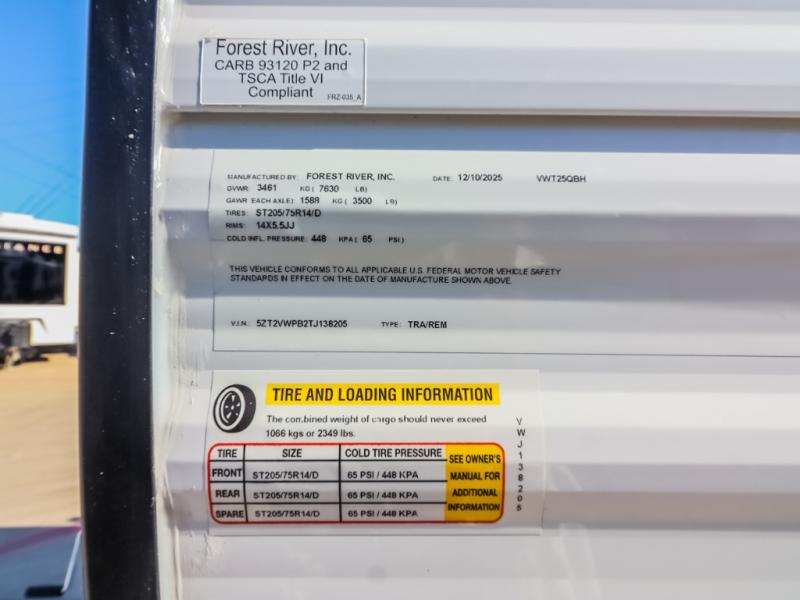 Forest River, Inc.
CARB 93120 P2 and
TSCA Title VI
Compliant
FRZ-035_A
MANUFACTURED BY: FOREST RIVER, INC. DATE: 12/10/2025 VWT25QBH
GVWR: 3461 KG ( 7630 LB)
GAWR (EACH AXLE): 1588 KG ( 3500 LB)
TIRES: ST205/75R14/D
RIMS: 14X5.5JJ
COLD INFL. PRESSURE: 448 KPA ( 65 PSI )
THIS VEHICLE CONFORMS TO ALL APPLICABLE U.S. FEDERAL MOTOR VEHICLE SAFETY
STANDARDS IN EFFECT ON THE DATE OF MANUFACTURE SHOWN ABOVE.
V.I.N.: 5ZT2VWPB2TJ138205 TYPE: TRA/REM
TIRE AND LOADING INFORMATION
The combined weight of cargo should never exceed
1066 kgs or 2349 lbs.
TIRE SIZE COLD TIRE PRESSURE
FRONT ST205/75R14/D 65 PSI / 448 KPA
REAR ST205/75R14/D 65 PSI / 448 KPA
SPARE ST205/75R14/D 65 PSI / 448 KPA
SEE OWNER'S
MANUAL FOR
ADDITIONAL
INFORMATION
VWJ138205